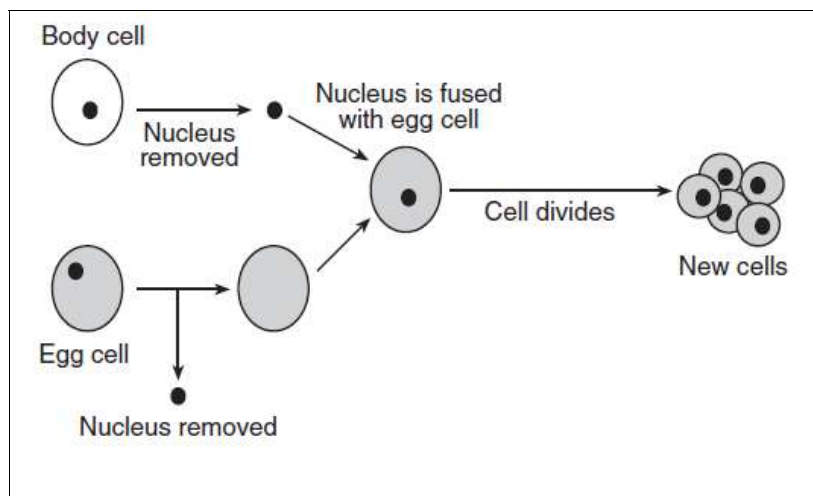 Body cell
Nucleus
removed
Nucleus is fused
with egg cell
Cell divides
New cells
Egg cell
Nucleus removed